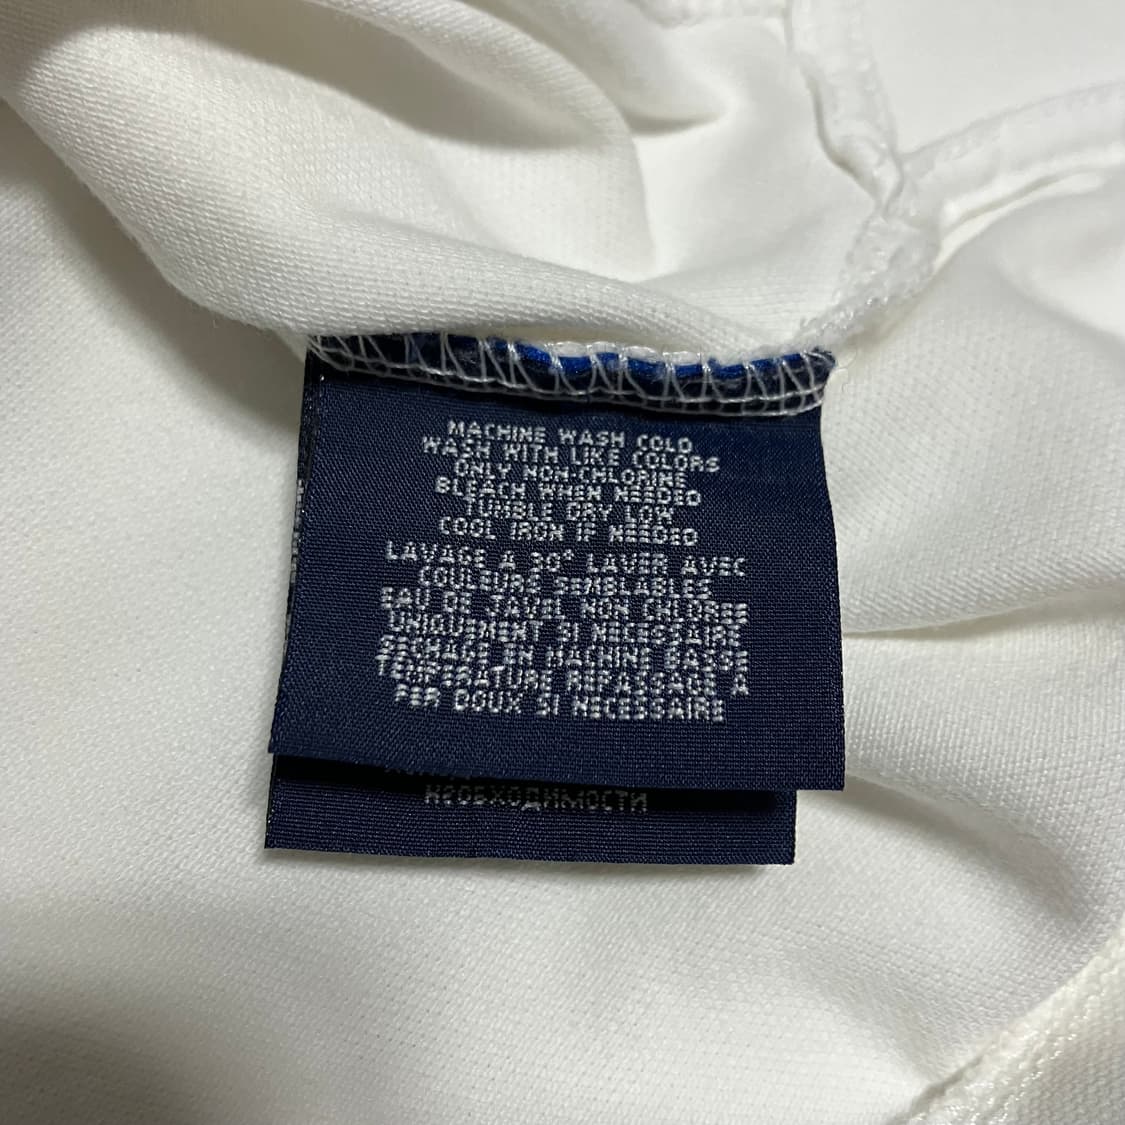 MACHINE WASH COLD
WASH WITH LIKE COLORS
ONLY NON-CHLORINE
BLEACH WHEN NEEDED
TUMBLE DRY LOW
COOL IRON IF NEEDED
LAVAGE A 30° LAVER AVEC
COULEURS SEMBLABLES
EAU DE JAVEL NON CHLOREE
UNIQUEMENT SI NECESSAIRE
SECHAGE EN MACHINE BASSE
TEMPERATURE REPASSAGE A
FER DOUX SI NECESSAIRE
НЕОБХОДИМОСТИ